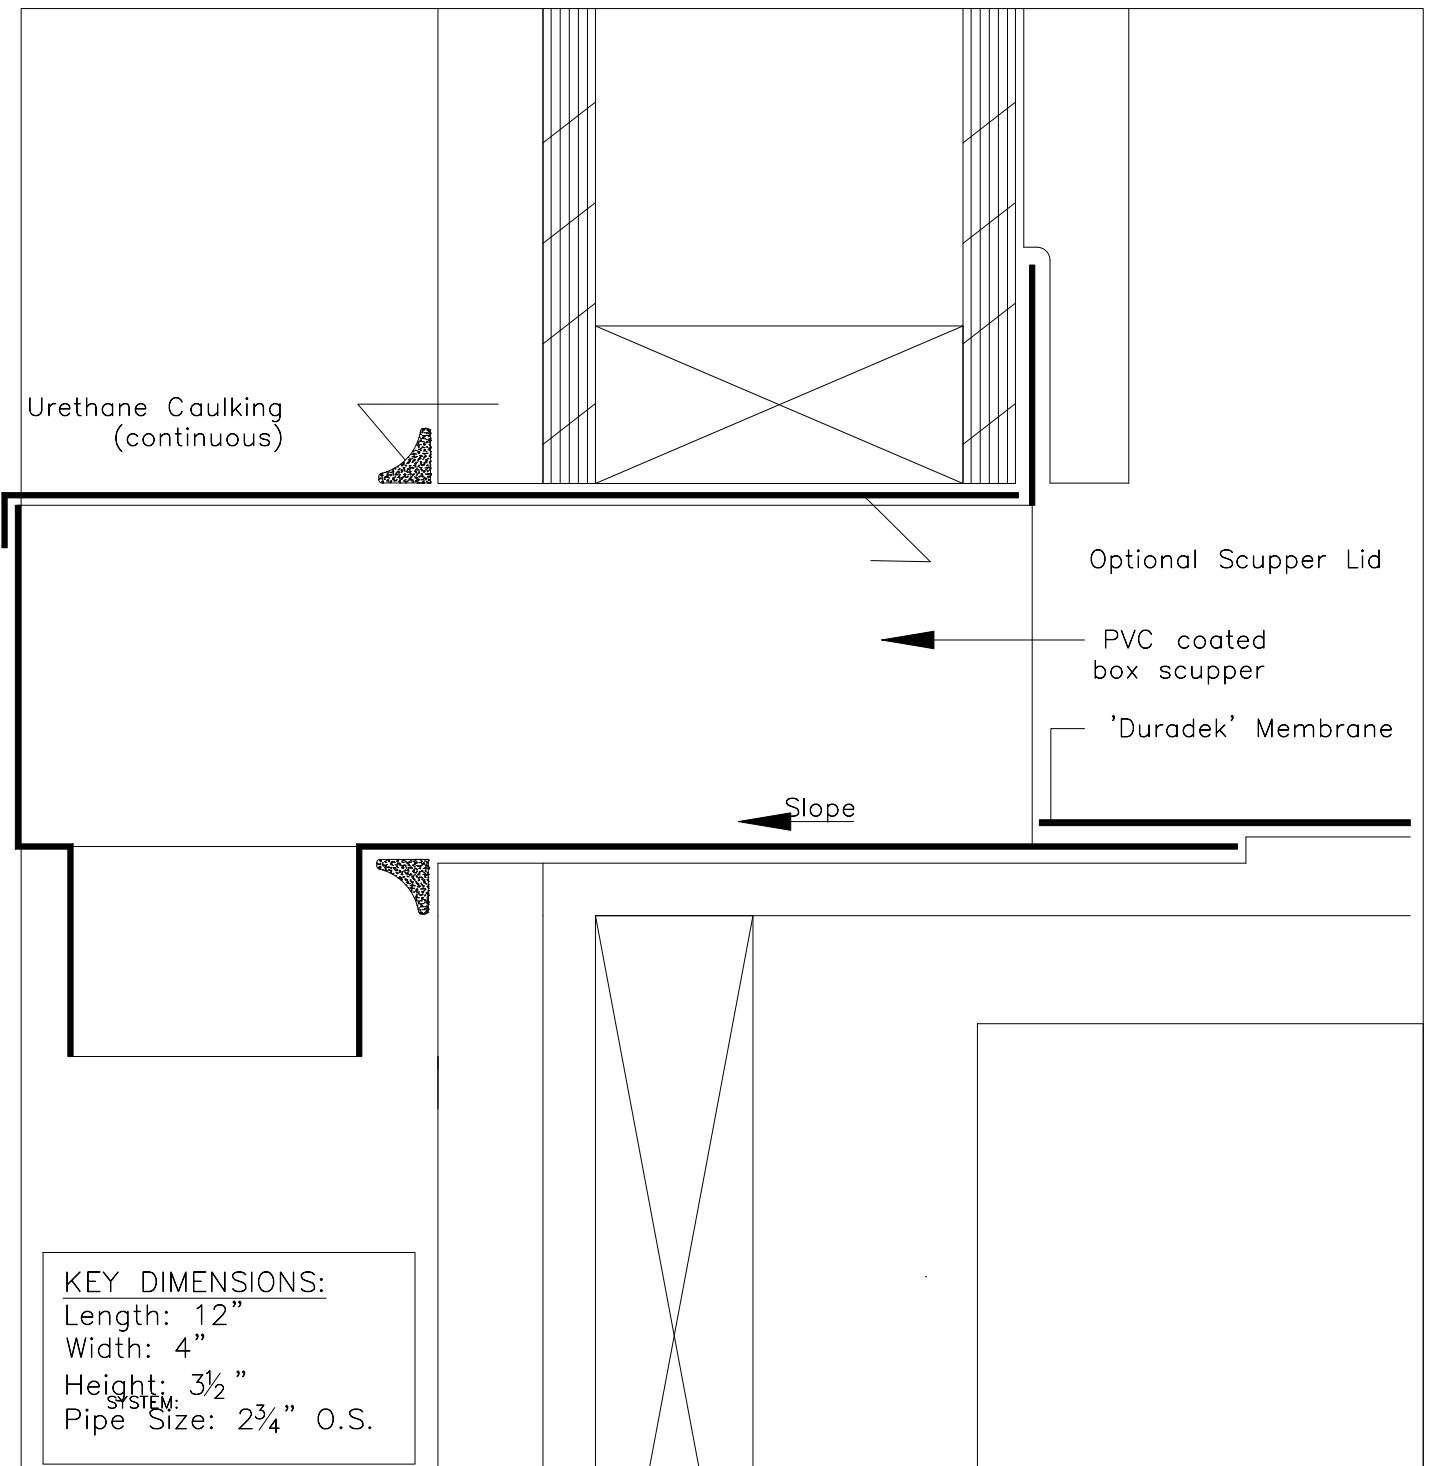 Urethane Caulking
(continuous)
Optional Scupper Lid
PVC coated
box scupper
'Duradek' Membrane
Slope
KEY DIMENSIONS:
Length: 12"
Width: 4"
Height: 3½"
SYSTEM:
Pipe Size: 2¾" O.S.